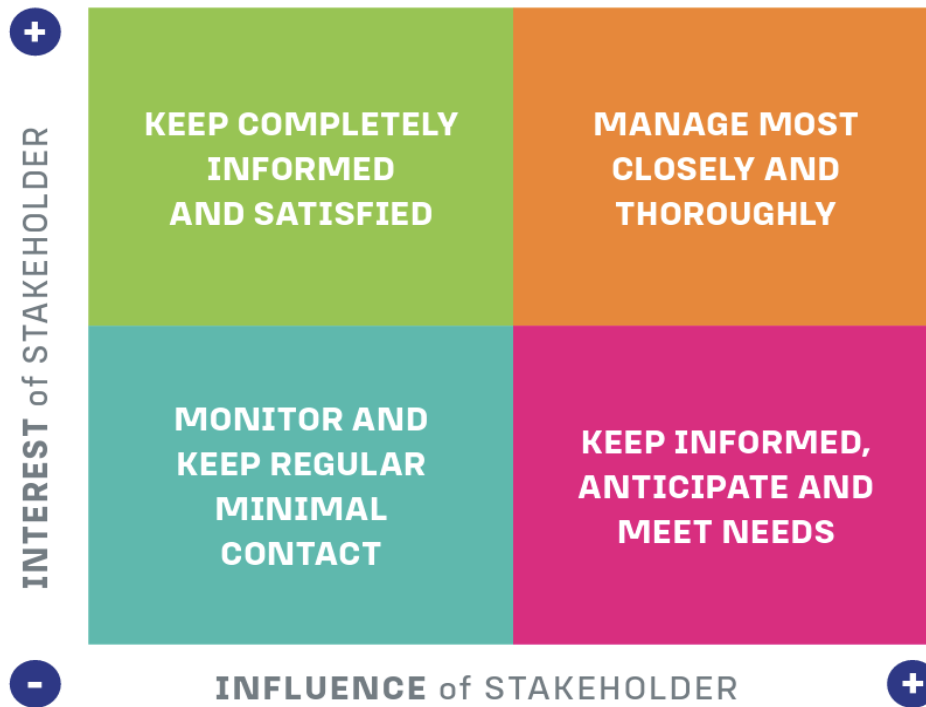 +
KEEP COMPLETELY
INFORMED
AND SATISFIED
MANAGE MOST
CLOSELY AND
THOROUGHLY
INTEREST of STAKEHOLDER
MONITOR AND
KEEP REGULAR
MINIMAL
CONTACT
KEEP INFORMED,
ANTICIPATE AND
MEET NEEDS
-
INFLUENCE of STAKEHOLDER
+